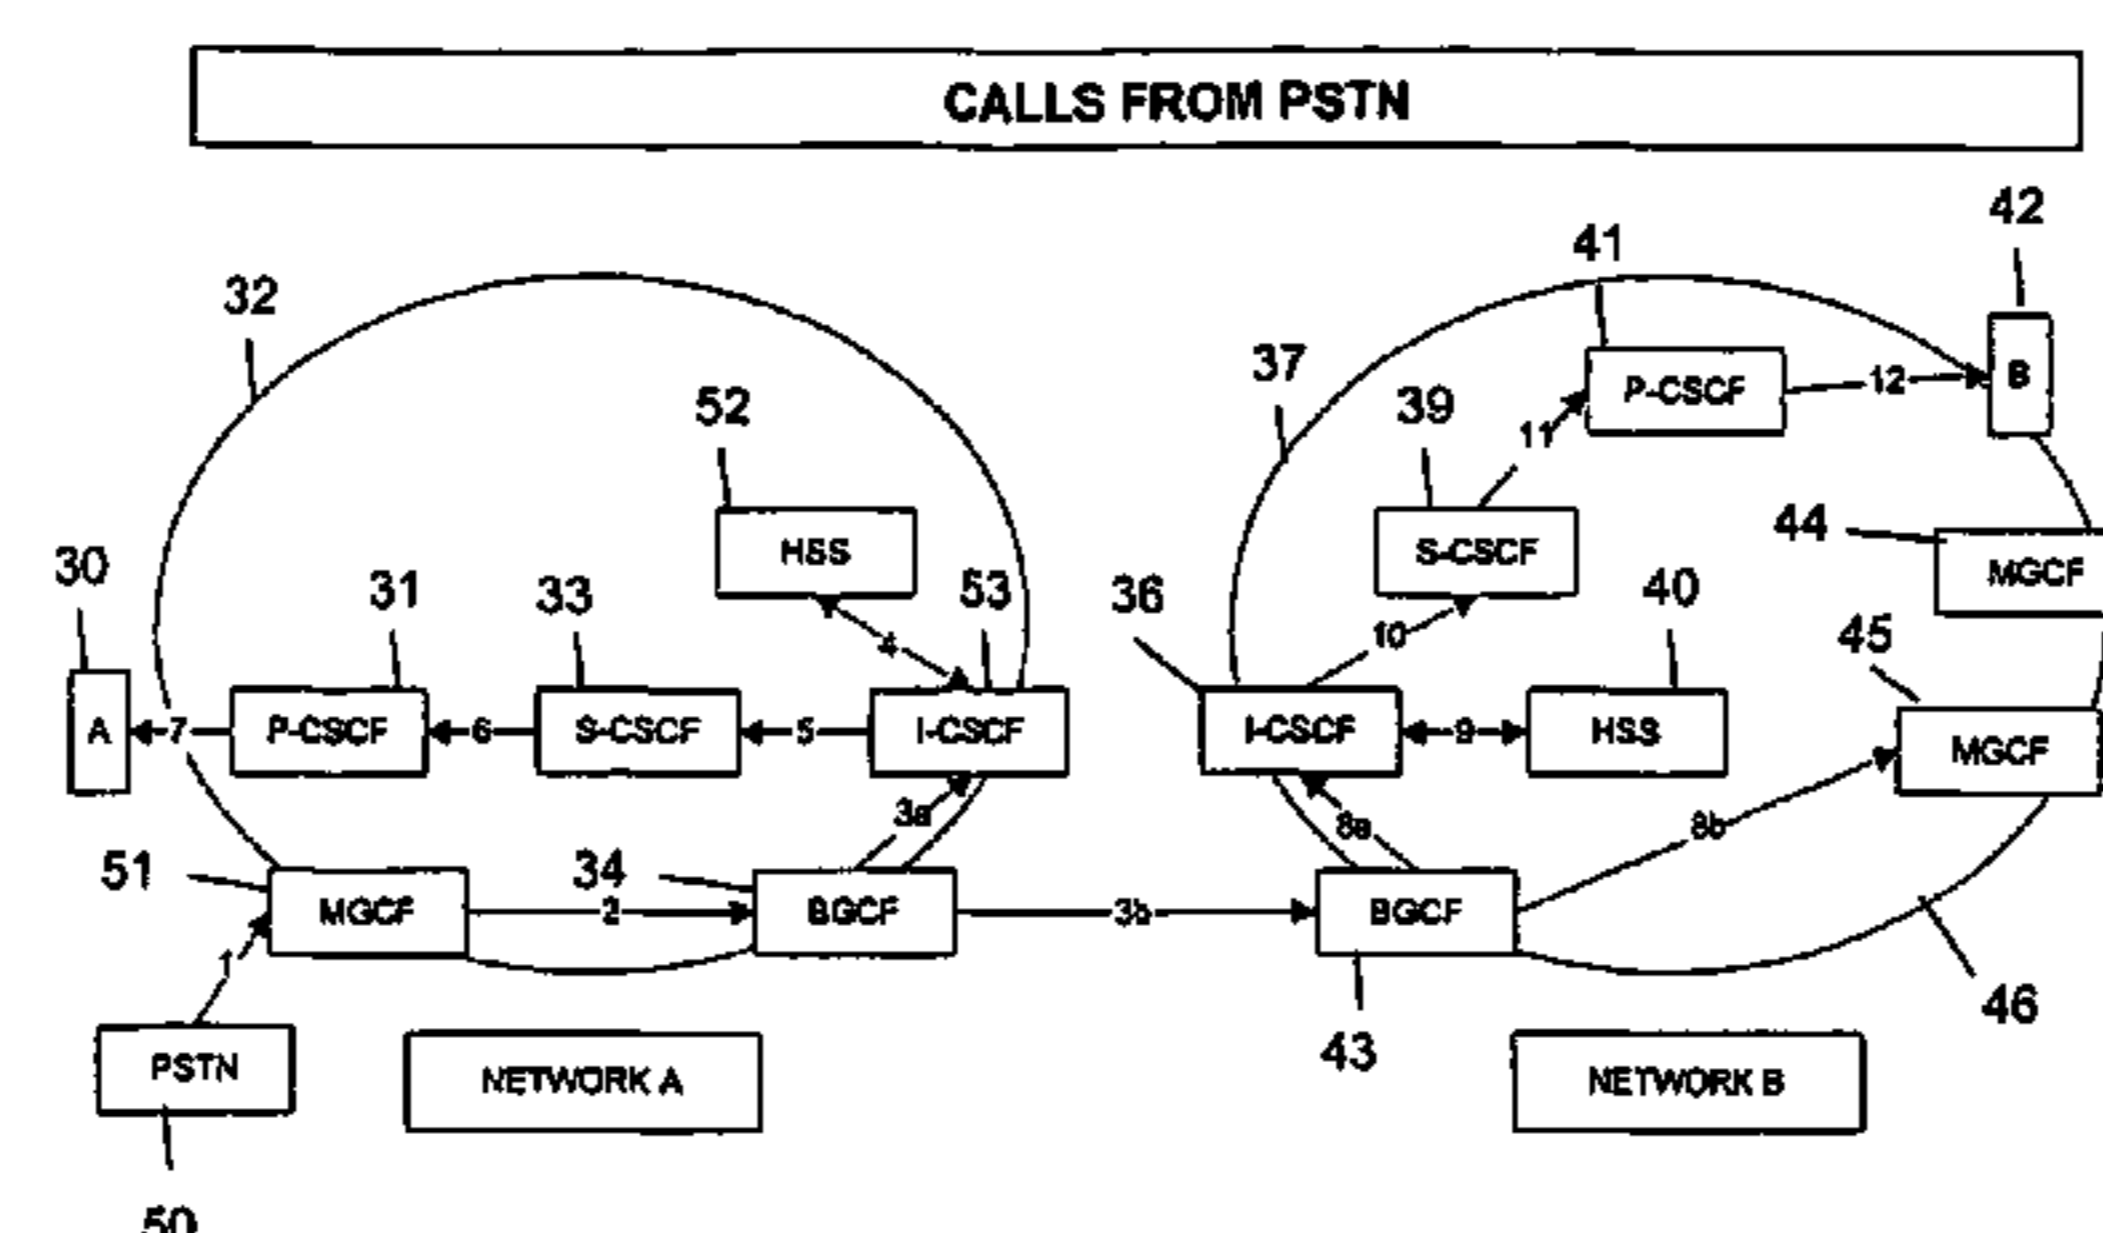 CALLS FROM PSTN
42
41
32
37
B
P-CSCF
12
52
39
11
44
HSS
S-CSCF
MGCF
30
31
33
53
36
40
45
4
10
A
7
P-CSCF
6
S-CSCF
5
I-CSCF
I-CSCF
9
HSS
MGCF
3a
8a
8b
51
34
MGCF
2
BGCF
3b
BGCF
1
46
43
PSTN
NETWORK A
NETWORK B
50